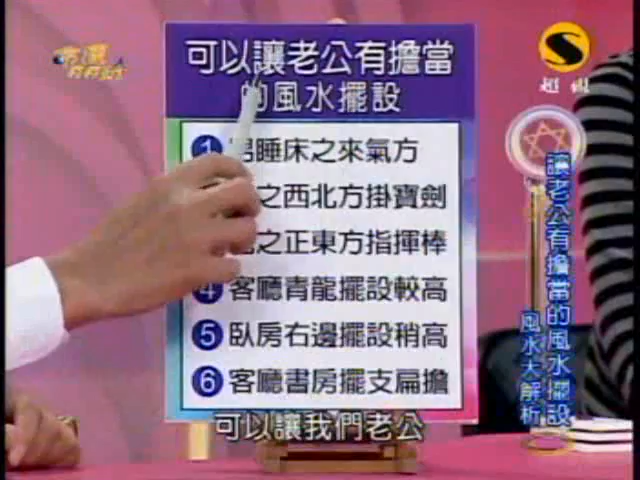 超視
可以讓老公有擔當
的風水擺設
1 男睡床之來氣方
之西北方掛寶劍
之正東方指揮棒
4 客廳青龍擺設較高
5 臥房右邊擺設稍高
6 客廳書房擺支扁擔
讓老公有擔當的風水擺設
風水大解析
可以讓我們老公